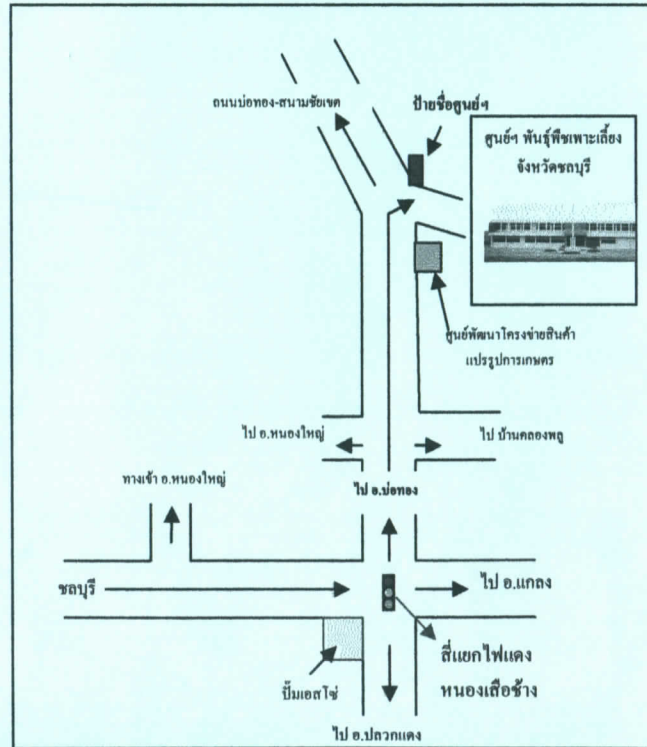 ถนนบ่อทอง-สนามชัยเขต
ป้ายชื่อศูนย์ฯ
ศูนย์ฯ พันธุ์พืชเพาะเลี้ยง
จังหวัดชลบุรี
ศูนย์พัฒนาโครงข่ายสินค้า
แปรรูปการเกษตร
ไป อ.หนองใหญ่
ไป บ้านคลองพลู
ทางเข้า อ.หนองใหญ่
ไป อ.บ่อทอง
ชลบุรี
ไป อ.แกลง
สี่แยกไฟแดง
หนองเสือช้าง
ปั๊มเอสโซ่
ไป อ.ปลวกแดง